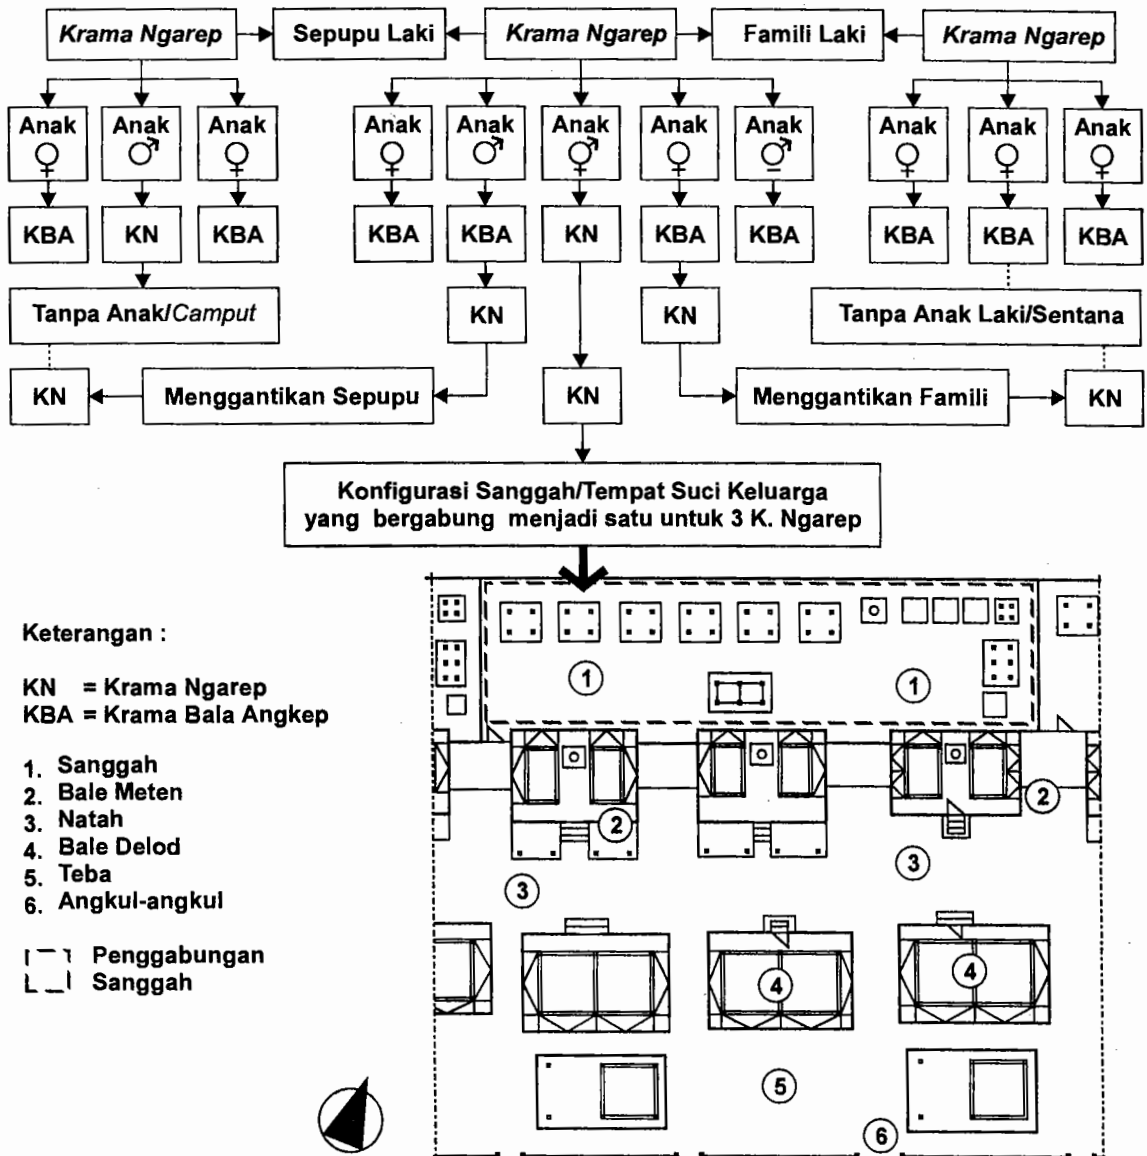 Krama Ngarep
Sepupu Laki
Krama Ngarep
Famili Laki
Krama Ngarep
Anak
Anak
Anak
Anak
Anak
Anak
Anak
Anak
Anak
Anak
Anak
KBA
KN
KBA
KBA
KBA
KN
KBA
KBA
KBA
KBA
KBA
Tanpa Anak/Camput
KN
KN
Tanpa Anak Laki/Sentana
KN
Menggantikan Sepupu
KN
Menggantikan Famili
KN
Konfigurasi Sanggah/Tempat Suci Keluarga
yang bergabung menjadi satu untuk 3 K. Ngarep
Keterangan :
KN = Krama Ngarep
KBA = Krama Bala Angkep
1. Sanggah
2. Bale Meten
3. Natah
4. Bale Delod
5. Teba
6. Angkul-angkul
Penggabungan
Sanggah
1
1
2
2
3
3
4
4
5
6